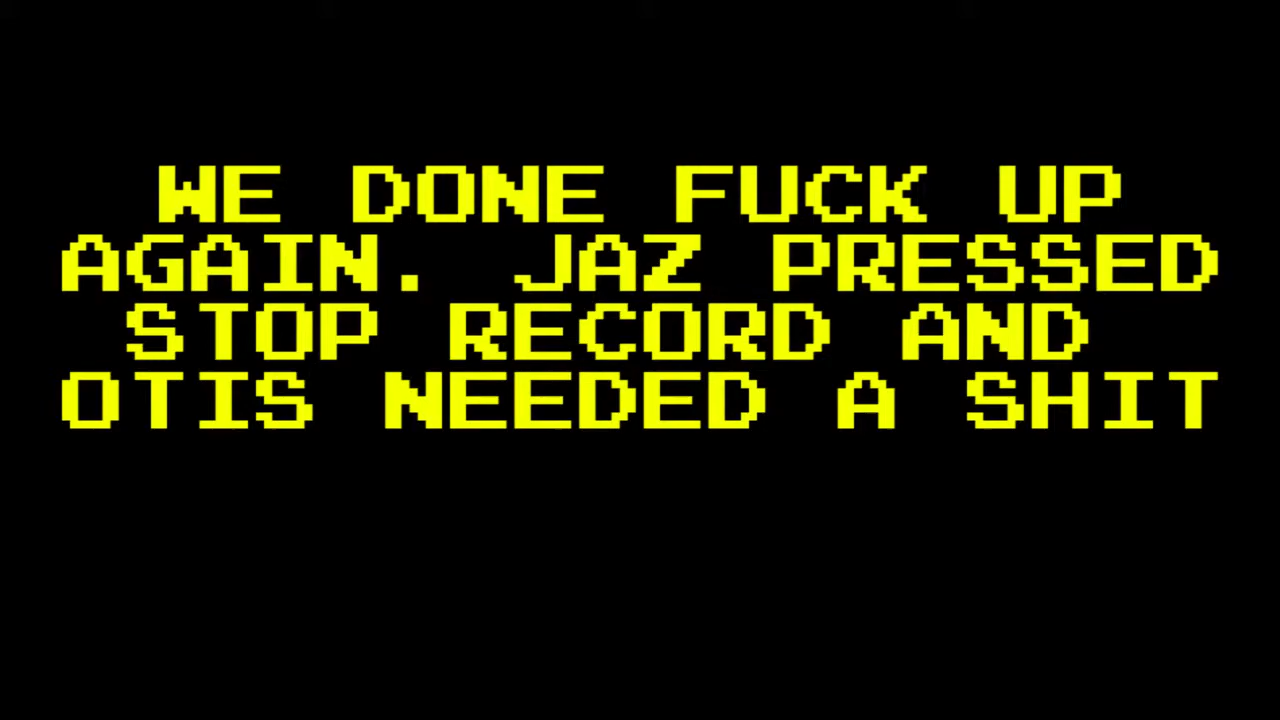 WE DONE FUCK UP
AGAIN. JAZ PRESSED
STOP RECORD AND
OTIS NEEDED A SHIT